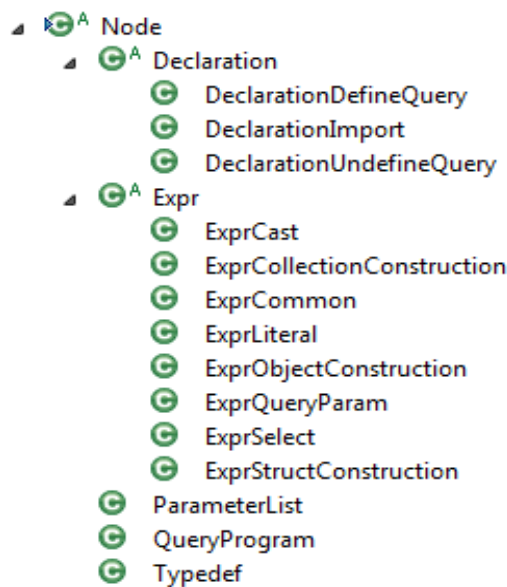 Node
Declaration
DeclarationDefineQuery
DeclarationImport
DeclarationUndefineQuery
Expr
ExprCast
ExprCollectionConstruction
ExprCommon
ExprLiteral
ExprObjectConstruction
ExprQueryParam
ExprSelect
ExprStructConstruction
ParameterList
QueryProgram
Typedef